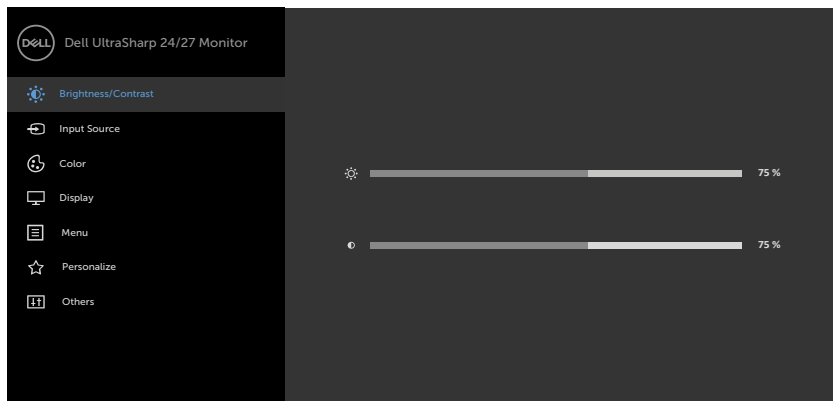 DELL
Dell UltraSharp 24/27 Monitor
Brightness/Contrast
Input Source
Color
Display
Menu
Personalize
Others
75 %
75 %